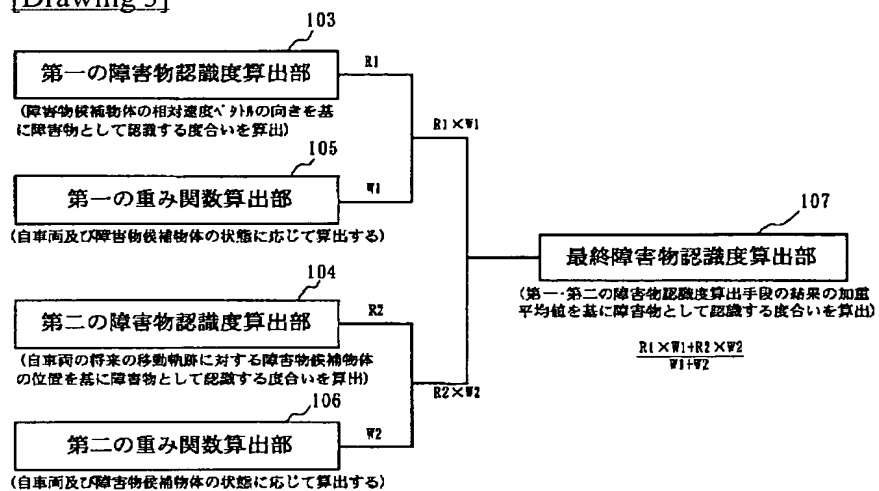 [Drawing 3]
103
第一の障害物認識度算出部
R1
(障害物候補物体の相対速度ベクトルの向きを基
に障害物として認識する度合いを算出)
R1×W1
105
第一の重み関数算出部
W1
(自車両及び障害物候補物体の状態に応じて算出する)
107
最終障害物認識度算出部
(第一・第二の障害物認識度算出手段の結果の加重
平均値を基に障害物として認識する度合いを算出)
R1×W1+R2×W2
W1+W2
104
第二の障害物認識度算出部
R2
(自車両の将来の移動軌跡に対する障害物候補物体
の位置を基に障害物として認識する度合いを算出)
R2×W2
106
第二の重み関数算出部
W2
(自車両及び障害物候補物体の状態に応じて算出する)